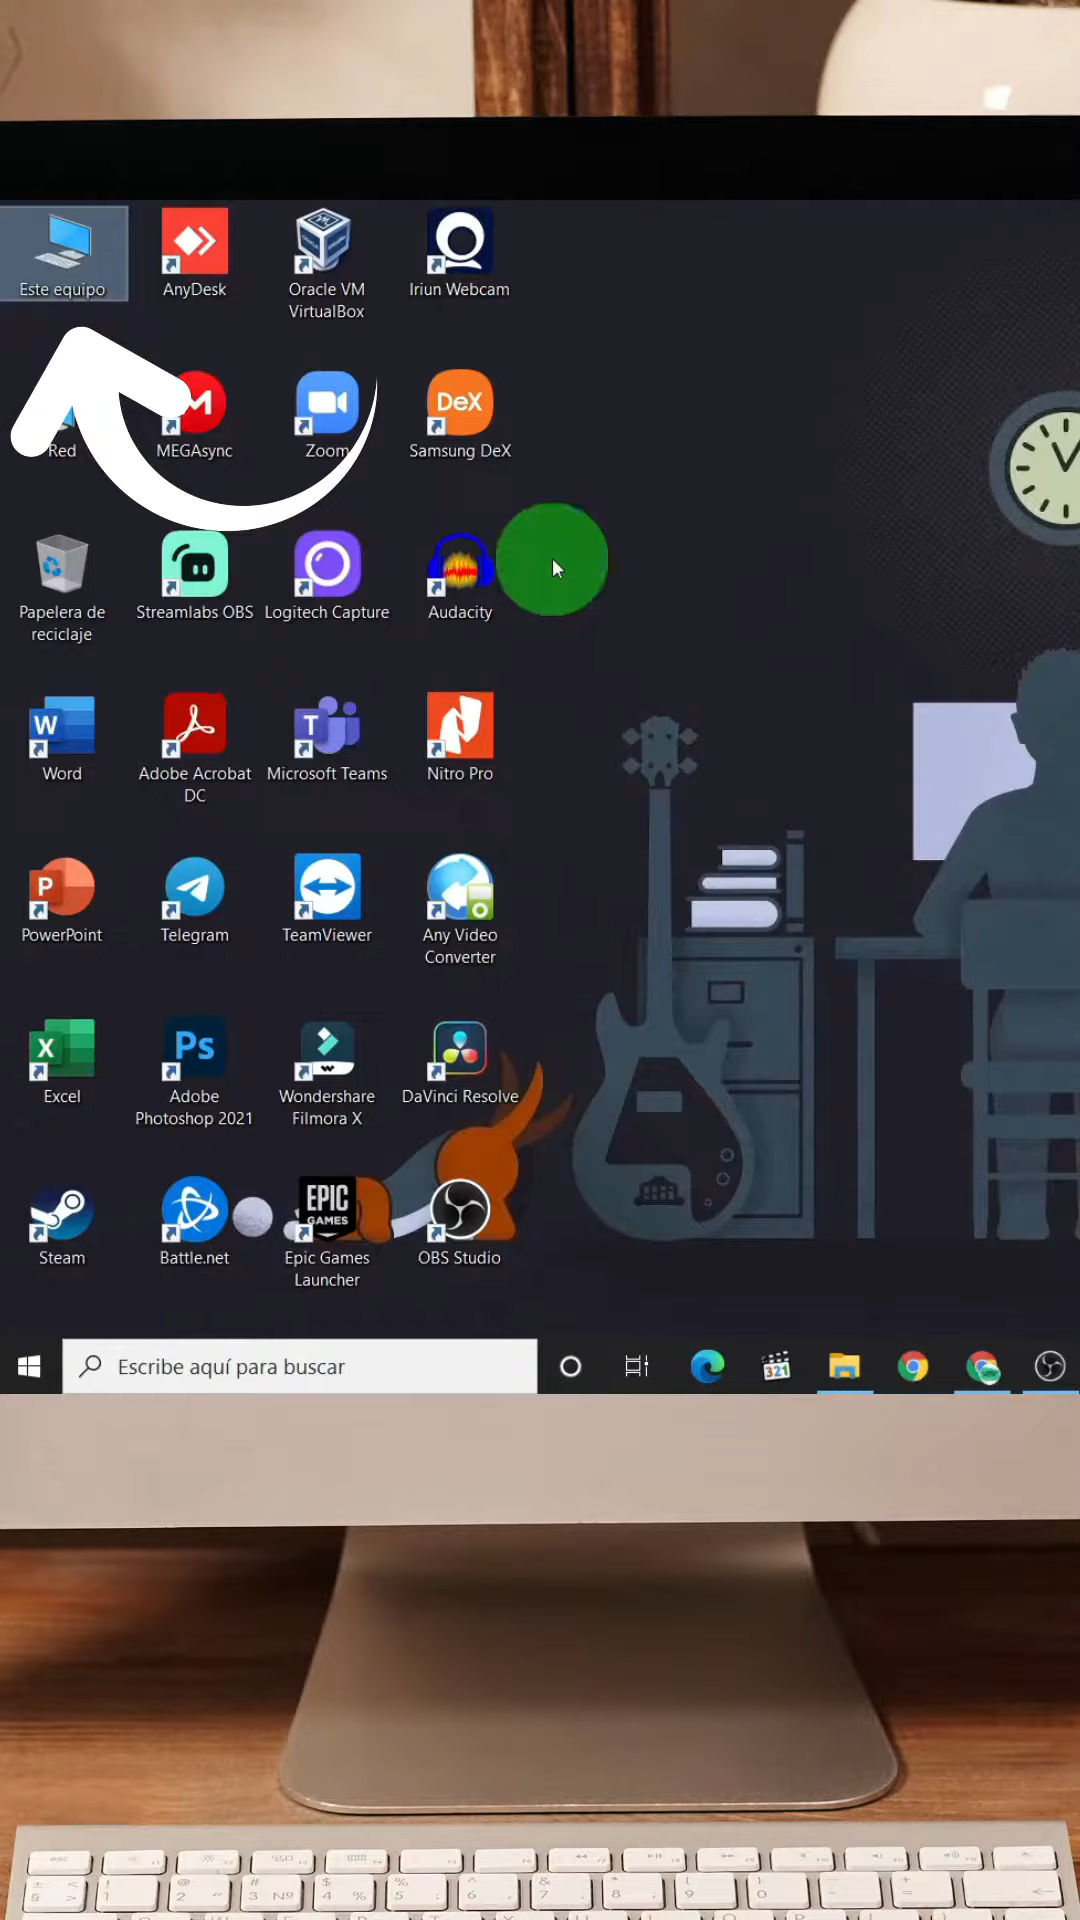 Este equipo
AnyDesk
Oracle VM
VirtualBox
Iriun Webcam
Red
MEGAsync
Zoom
DeX
Samsung DeX
Papelera de
reciclaje
Streamlabs OBS
Logitech Capture
Audacity
W
Word
Adobe Acrobat
DC
T
Microsoft Teams
Nitro Pro
P
PowerPoint
Telegram
TeamViewer
Any Video
Converter
X
Excel
Ps
Adobe
Photoshop 2021
Wondershare
Filmora X
DaVinci Resolve
Steam
Battle.net
EPIC
GAMES
Epic Games
Launcher
OBS Studio
Escribe aquí para buscar
321
esc